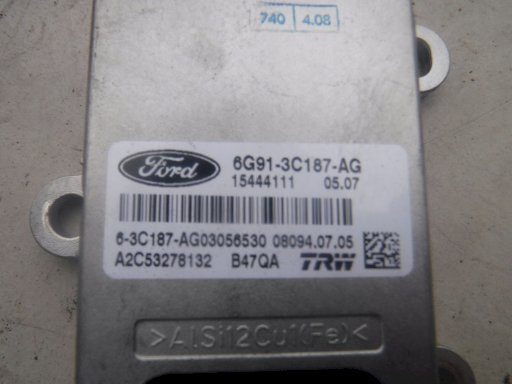 740 4.08
Ford 6G91-3C187-AG
15444111 05.07
6-3C187-AG03056530 08094.07.05
A2C53278132 B47QA TRW
>AlSi12Cu1(Fe)<